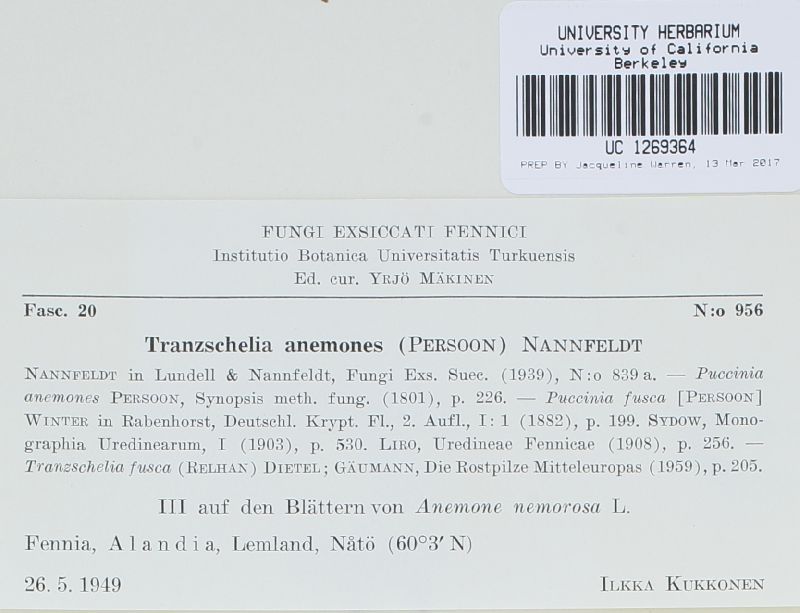 UNIVERSITY HERBARIUM
University of California
Berkeley
UC 1269364
PREP BY Jacqueline Warren, 13 Mar 2017
FUNGI EXSICCATI FENNICI
Institutio Botanica Universitatis Turkuensis
Ed. cur. YRJÖ MÄKINEN
Fasc. 20 N:o 956
Tranzschelia anemones (PERSOON) NANNFELDT
NANNFELDT in Lundell & Nannfeldt, Fungi Exs. Suec. (1939), N:o 839 a. — Puccinia
anemones PERSOON, Synopsis meth. fung. (1801), p. 226. — Puccinia fusca [PERSOON]
WINTER in Rabenhorst, Deutschl. Krypt. Fl., 2. Aufl., I: 1 (1882), p. 199. SYDOW, Mono-
graphia Uredinearum, I (1903), p. 530. LIRO, Uredineae Fennicae (1908), p. 256. —
Tranzschelia fusca (RELHAN) DIETEL; GÄUMANN, Die Rostpilze Mitteleuropas (1959), p. 205.
III auf den Blättern von Anemone nemorosa L.
Fennia, Alandia, Lemland, Nåtö (60°3′ N)
26. 5. 1949 ILKKA KUKKONEN